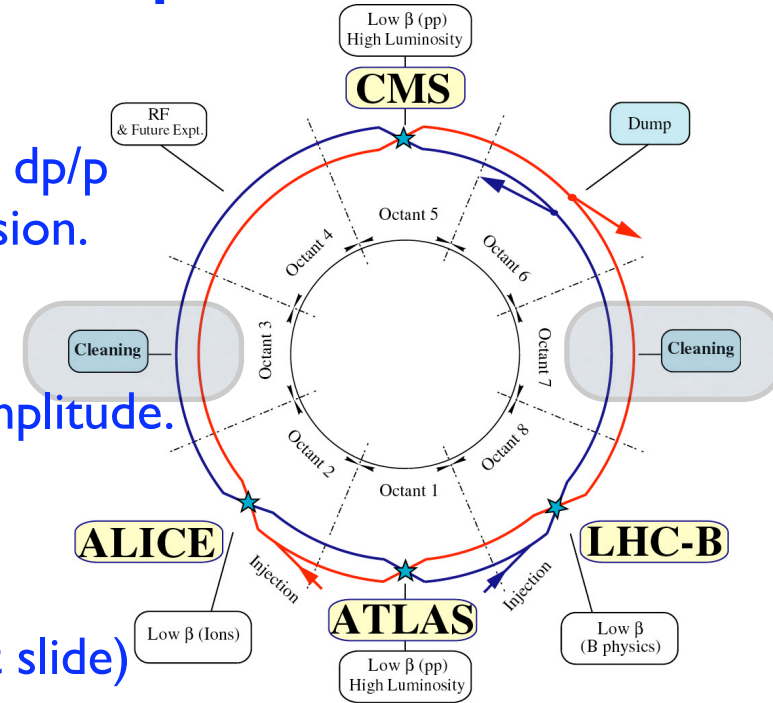 Low β (pp)
High Luminosity
CMS
RF
& Future Expt.
Dump
dp/p
sion.
Octant 5
Octant 4
Octant 6
Cleaning
Octant 3
Octant 7
Cleaning
mplitude.
Octant 2
Octant 8
Octant 1
ALICE
LHC-B
Injection
Injection
ATLAS
Low β (Ions)
Low β
(B physics)
slide)
Low β (pp)
High Luminosity